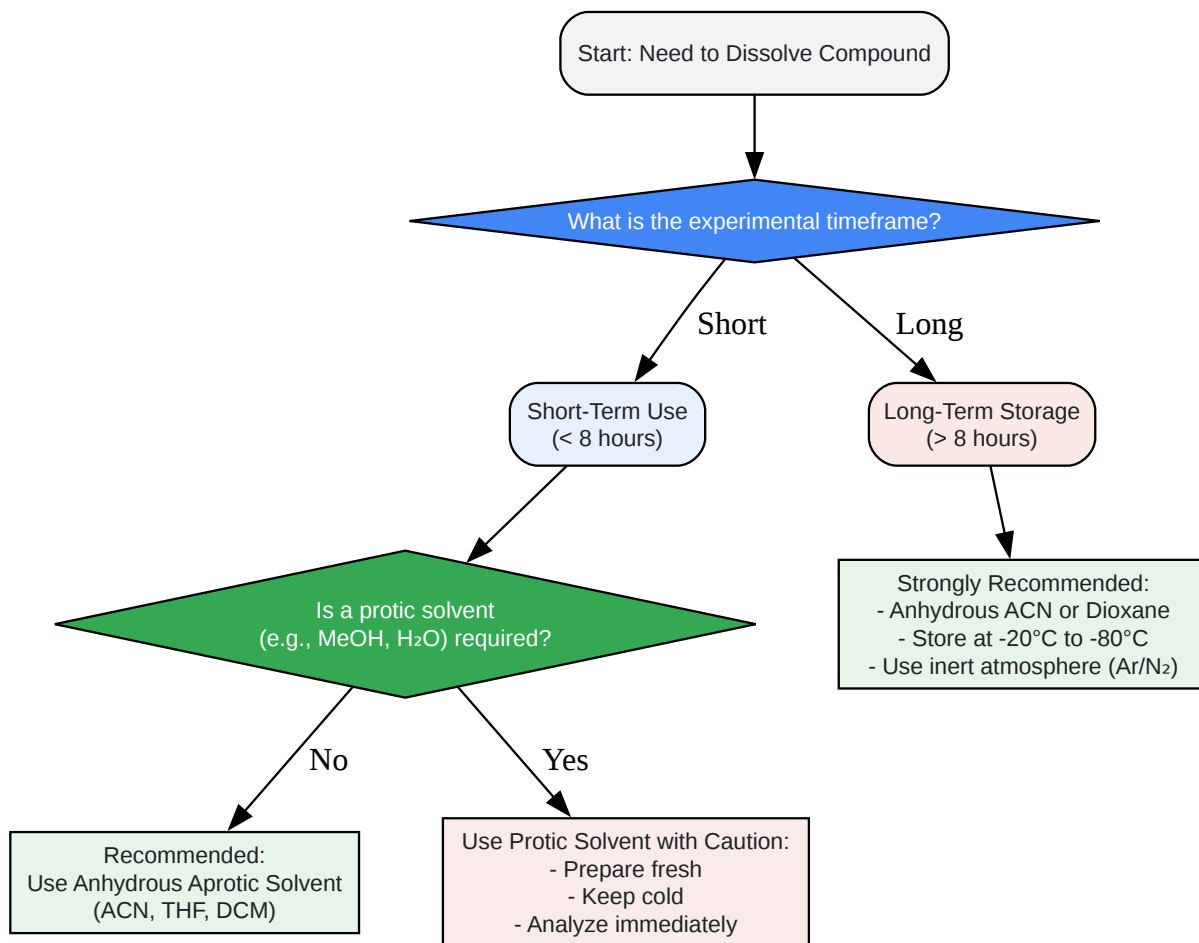 Start: Need to Dissolve Compound
What is the experimental timeframe?
Short
Long
Short-Term Use
(< 8 hours)
Long-Term Storage
(> 8 hours)
Is a protic solvent
(e.g., MeOH, H₂O) required?
Strongly Recommended:
- Anhydrous ACN or Dioxane
- Store at -20°C to -80°C
- Use inert atmosphere (Ar/N₂)
No
Yes
Recommended:
Use Anhydrous Aprotic Solvent
(ACN, THF, DCM)
Use Protic Solvent with Caution:
- Prepare fresh
- Keep cold
- Analyze immediately